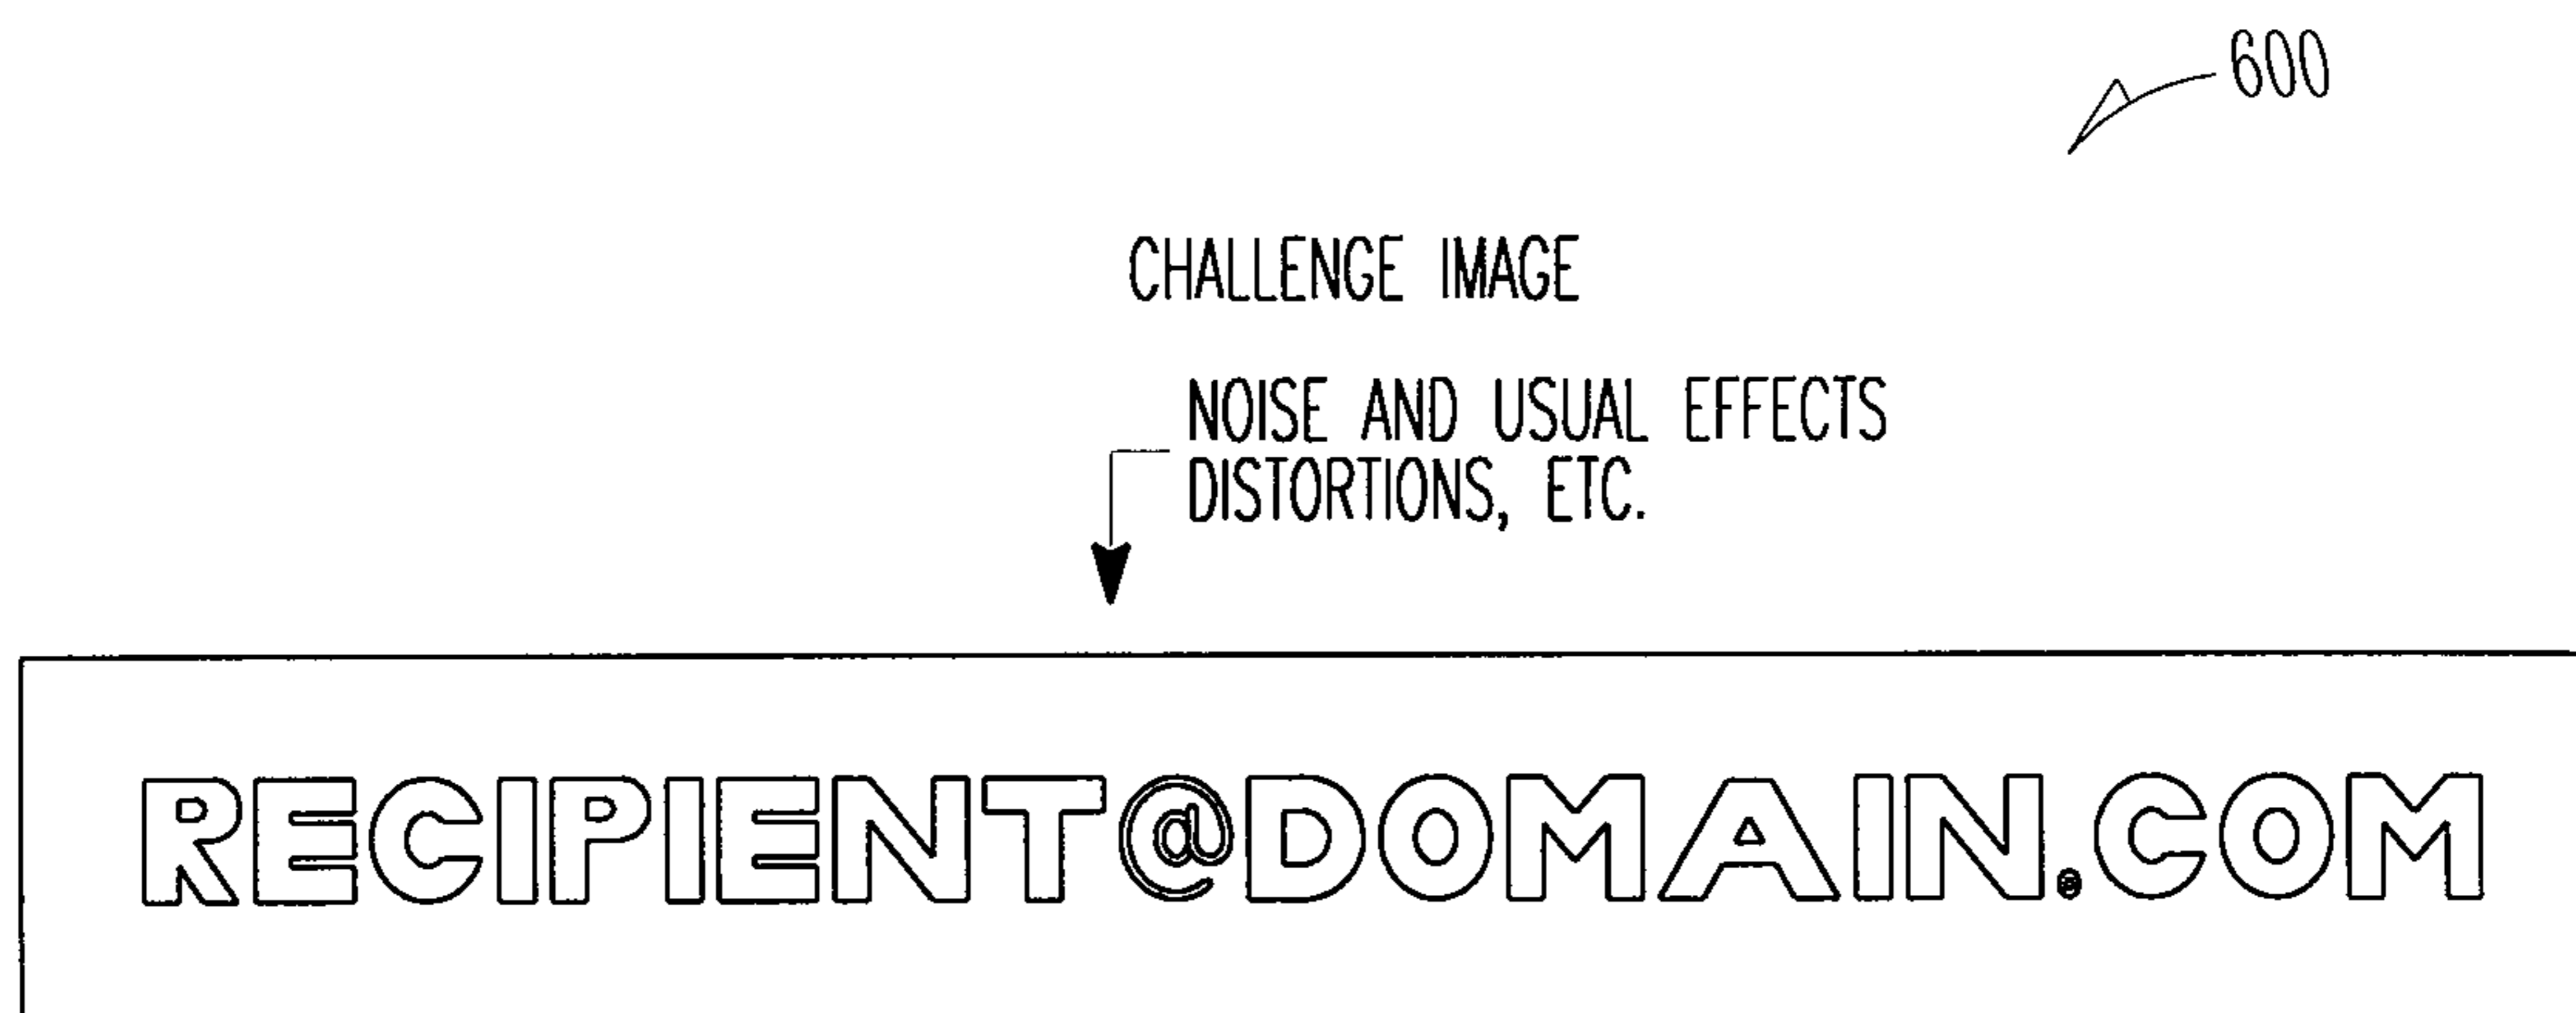 600
CHALLENGE IMAGE
NOISE AND USUAL EFFECTS
DISTORTIONS, ETC.
RECIPIENT@DOMAIN.COM